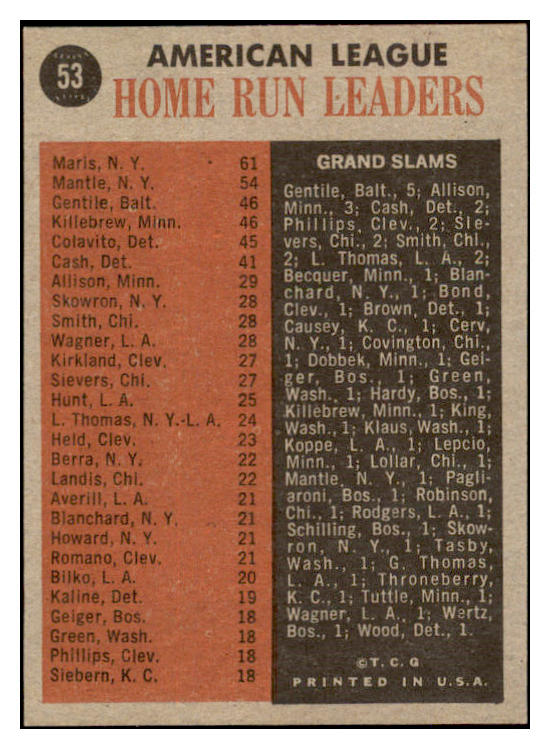 53
AMERICAN LEAGUE
HOME RUN LEADERS
Maris, N. Y. 61
Mantle, N. Y. 54
Gentile, Balt. 46
Killebrew, Minn. 46
Colavito, Det. 45
Cash, Det. 41
Allison, Minn. 29
Skowron, N. Y. 28
Smith, Chi. 28
Wagner, L. A. 28
Kirkland, Clev. 27
Sievers, Chi. 27
Hunt, L. A. 25
L. Thomas, N. Y.-L. A. 24
Held, Clev. 23
Berra, N. Y. 22
Landis, Chi. 22
Averill, L. A. 21
Blanchard, N. Y. 21
Howard, N. Y. 21
Romano, Clev. 21
Bilko, L. A. 20
Kaline, Det. 19
Geiger, Bos. 18
Green, Wash. 18
Phillips, Clev. 18
Siebern, K. C. 18
GRAND SLAMS
Gentile, Balt., 5; Allison,
Minn., 3; Cash, Det., 2;
Phillips, Clev., 2; Sie-
vers, Chi., 2; Smith, Chi.,
2; L. Thomas, L. A., 2;
Becquer, Minn., 1; Blan-
chard, N. Y., 1; Bond,
Clev., 1; Brown, Det., 1;
Causey, K. C., 1; Cerv,
N. Y., 1; Covington, Chi.,
1; Dobbek, Minn., 1; Gei-
ger, Bos., 1; Green,
Wash., 1; Hardy, Bos., 1;
Killebrew, Minn., 1; King,
Wash., 1; Klaus, Wash., 1;
Koppe, L. A., 1; Lepcio,
Minn., 1; Lollar, Chi., 1;
Mantle, N. Y., 1; Pagli-
aroni, Bos., 1; Robinson,
Chi., 1; Rodgers, L. A., 1;
Schilling, Bos., 1; Skow-
ron, N. Y., 1; Tasby,
Wash., 1; G. Thomas,
L. A., 1; Throneberry,
K. C., 1; Tuttle, Minn., 1;
Wagner, L. A., 1; Wertz,
Bos., 1; Wood, Det., 1.
© T. C. G
PRINTED IN U.S.A.